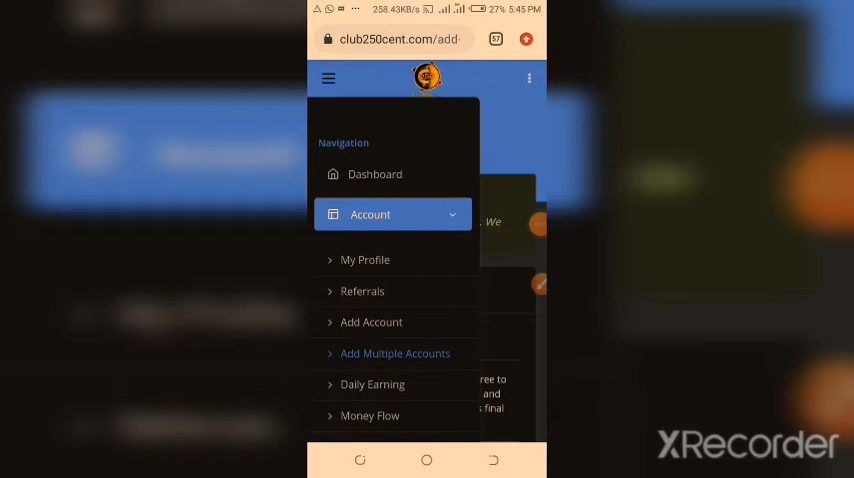 258.43KB/s 27% 5:45 PM
club250cent.com/add-
57
Navigation
Dashboard
Account
. We
My Profile
Referrals
Add Account
Add Multiple Accounts
ree to
Daily Earning
and
s final
Money Flow
XRecorder